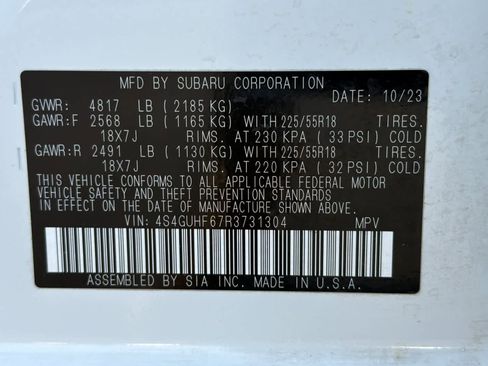 MFD BY SUBARU CORPORATION
DATE: 10/23
GVWR: 4817 LB (2185 KG)
GAWR:F 2568 LB (1165 KG) WITH 225/55R18 TIRES.
18X7J RIMS. AT 230 KPA (33 PSI) COLD
GAWR:R 2491 LB (1130 KG) WITH 225/55R18 TIRES.
18X7J RIMS. AT 220 KPA (32 PSI) COLD
THIS VEHICLE CONFORMS TO ALL APPLICABLE FEDERAL MOTOR
VEHICLE SAFETY AND THEFT PREVENTION STANDARDS
IN EFFECT ON THE DATE OF MANUFACTURE SHOWN ABOVE.
VIN: 4S4GUHF67R3731304 MPV
ASSEMBLED BY SIA INC. MADE IN U.S.A.